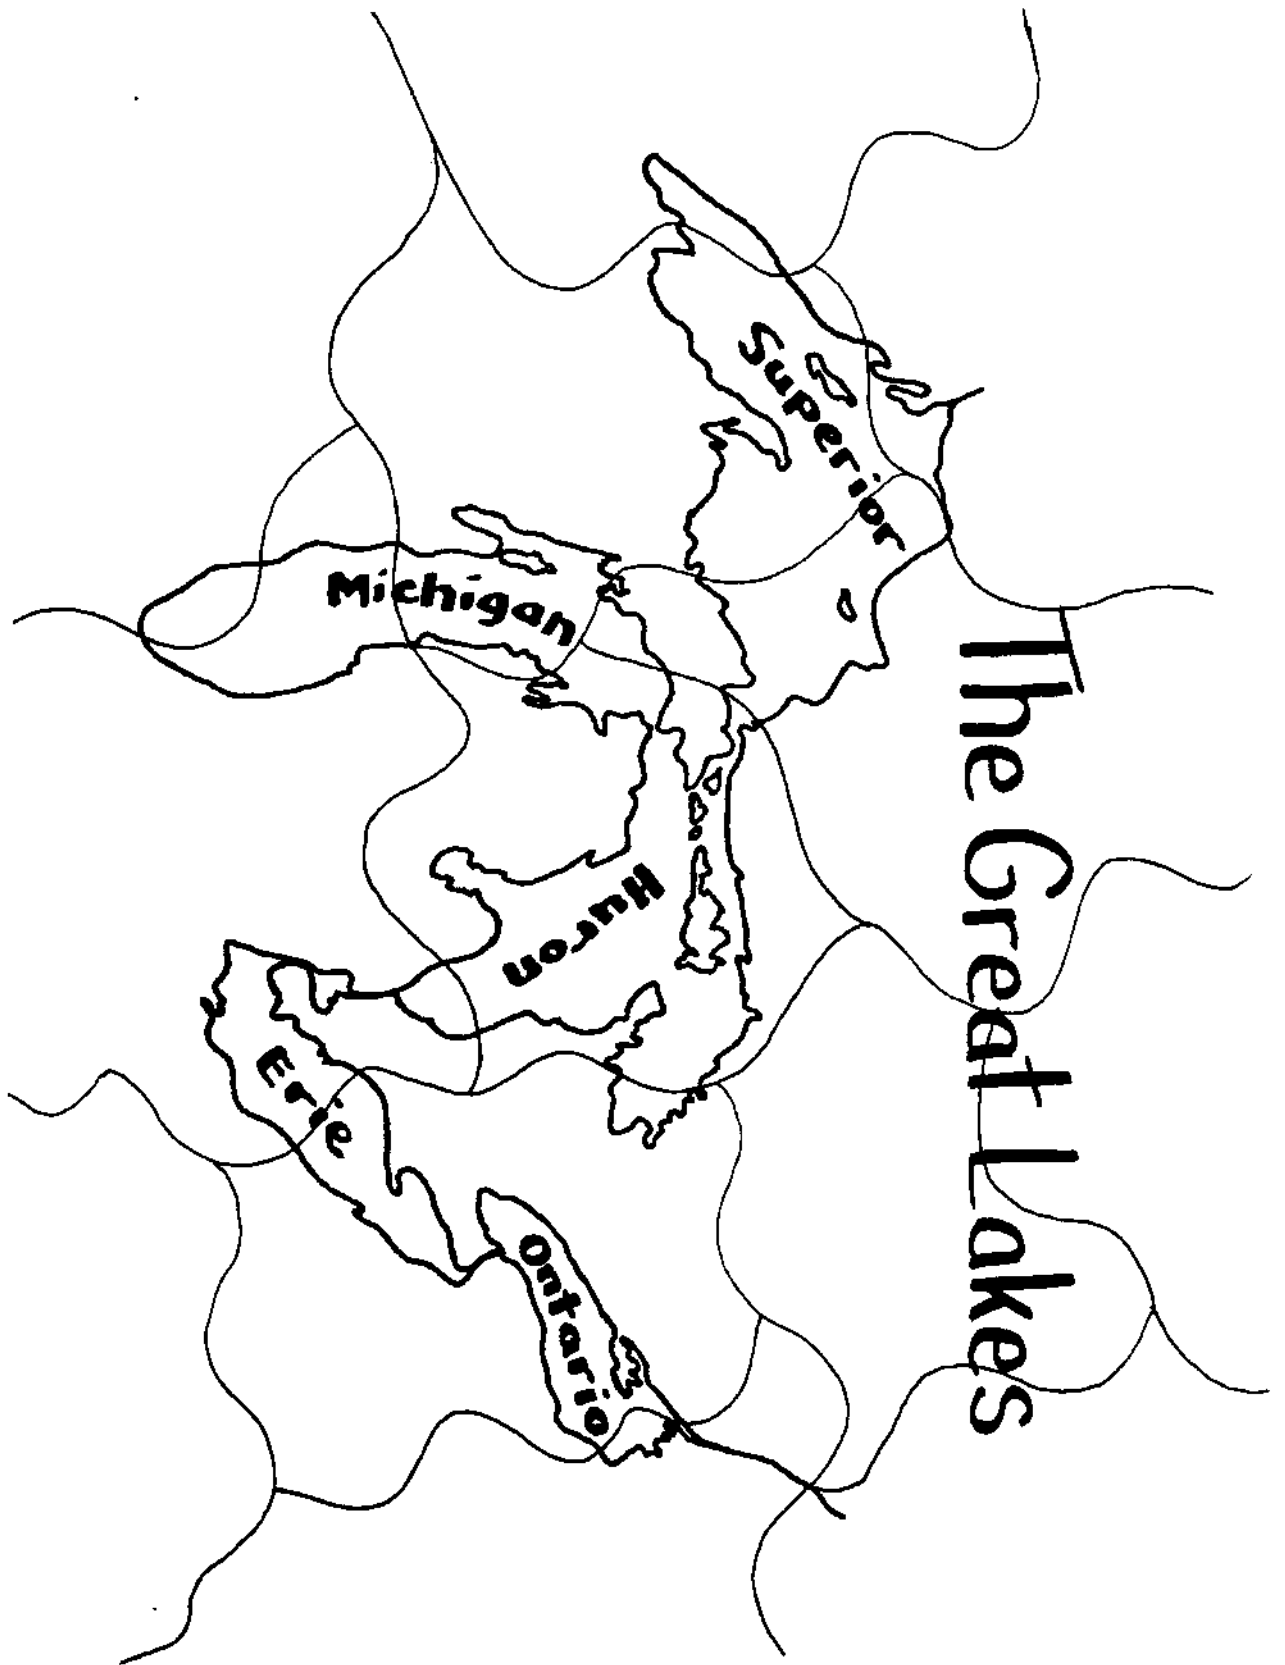 The Great Lakes
Superior
Michigan
Huron
Erie
Ontario